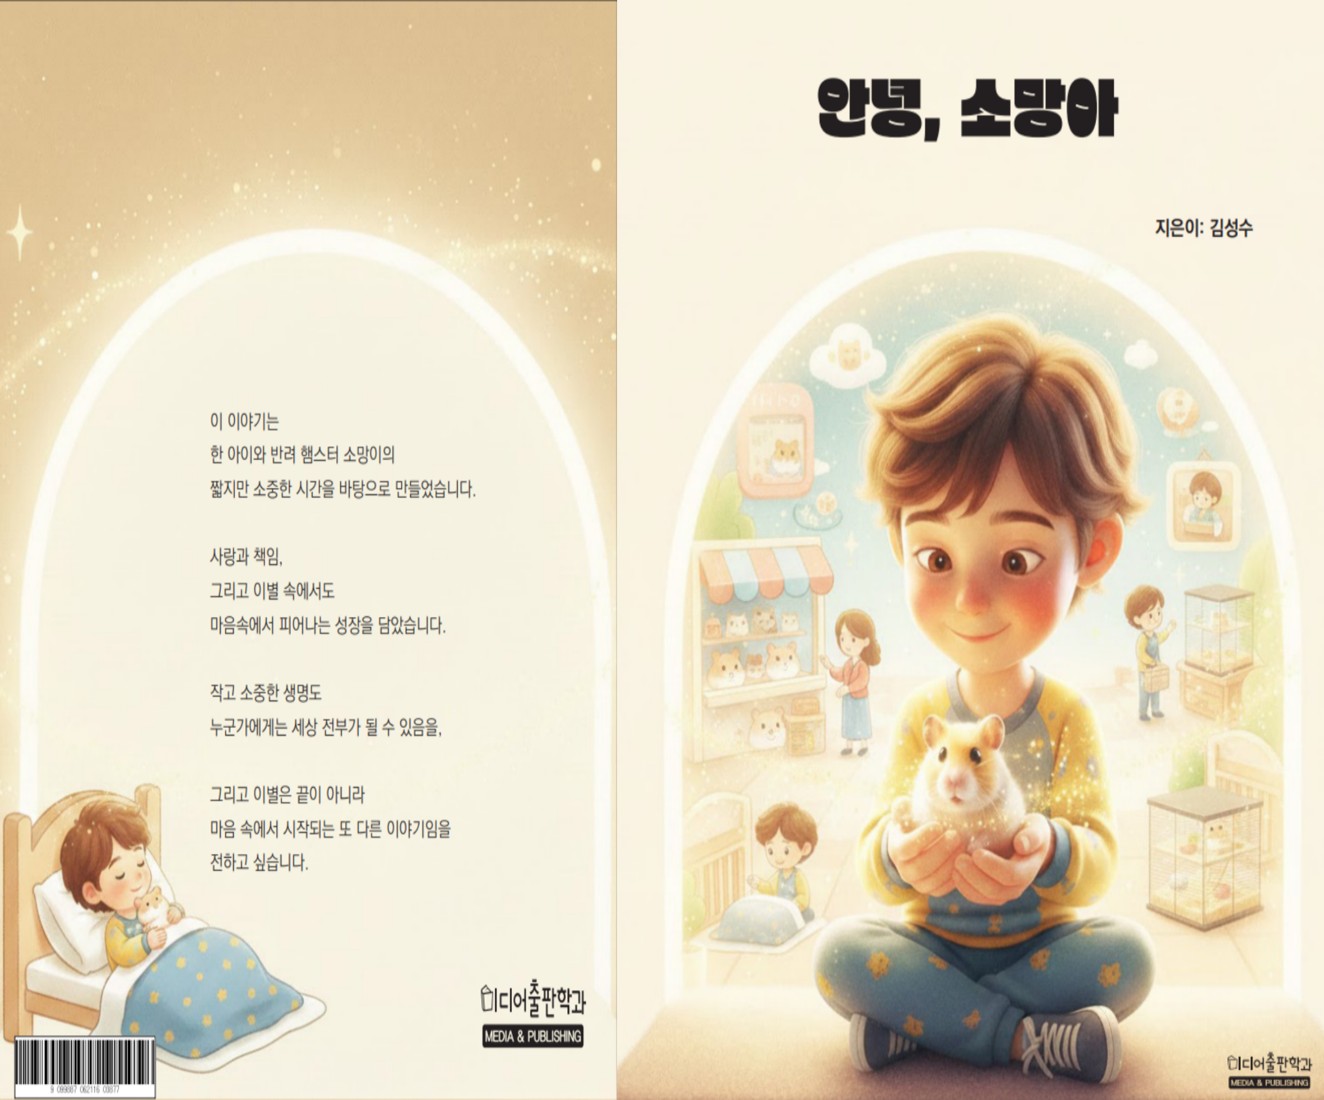 이 이야기는
한 아이와 반려 햄스터 소망이의
짧지만 소중한 시간을 바탕으로 만들었습니다.
사랑과 책임,
그리고 이별 속에서도
마음속에서 피어나는 성장을 담았습니다.
작고 소중한 생명도
누군가에게는 세상 전부가 될 수 있음을,
그리고 이별은 끝이 아니라
마음 속에서 시작되는 또 다른 이야기임을
전하고 싶습니다.
미디어출판학과
MEDIA & PUBLISHING
안녕, 소망아
지은이: 김성수
미디어출판학과
MEDIA & PUBLISHING